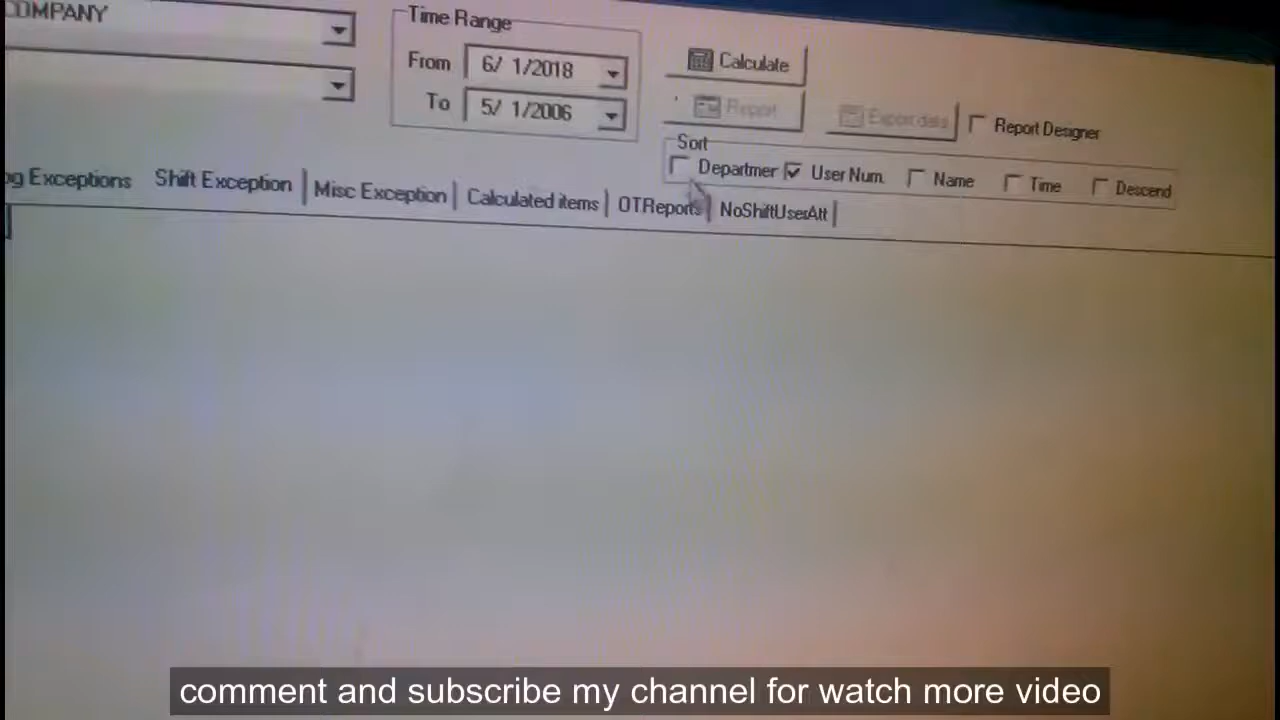 COMPANY
Time Range
From 6/ 1/2018
To 5/ 1/2006
Calculate
Report
Export data
Report Designer
Sort
Departmer
User Num.
Name
Time
Descend
og Exceptions
Shift Exception
Misc Exception
Calculated items
OTReports
NoShiftUserAtt
comment and subscribe my channel for watch more video